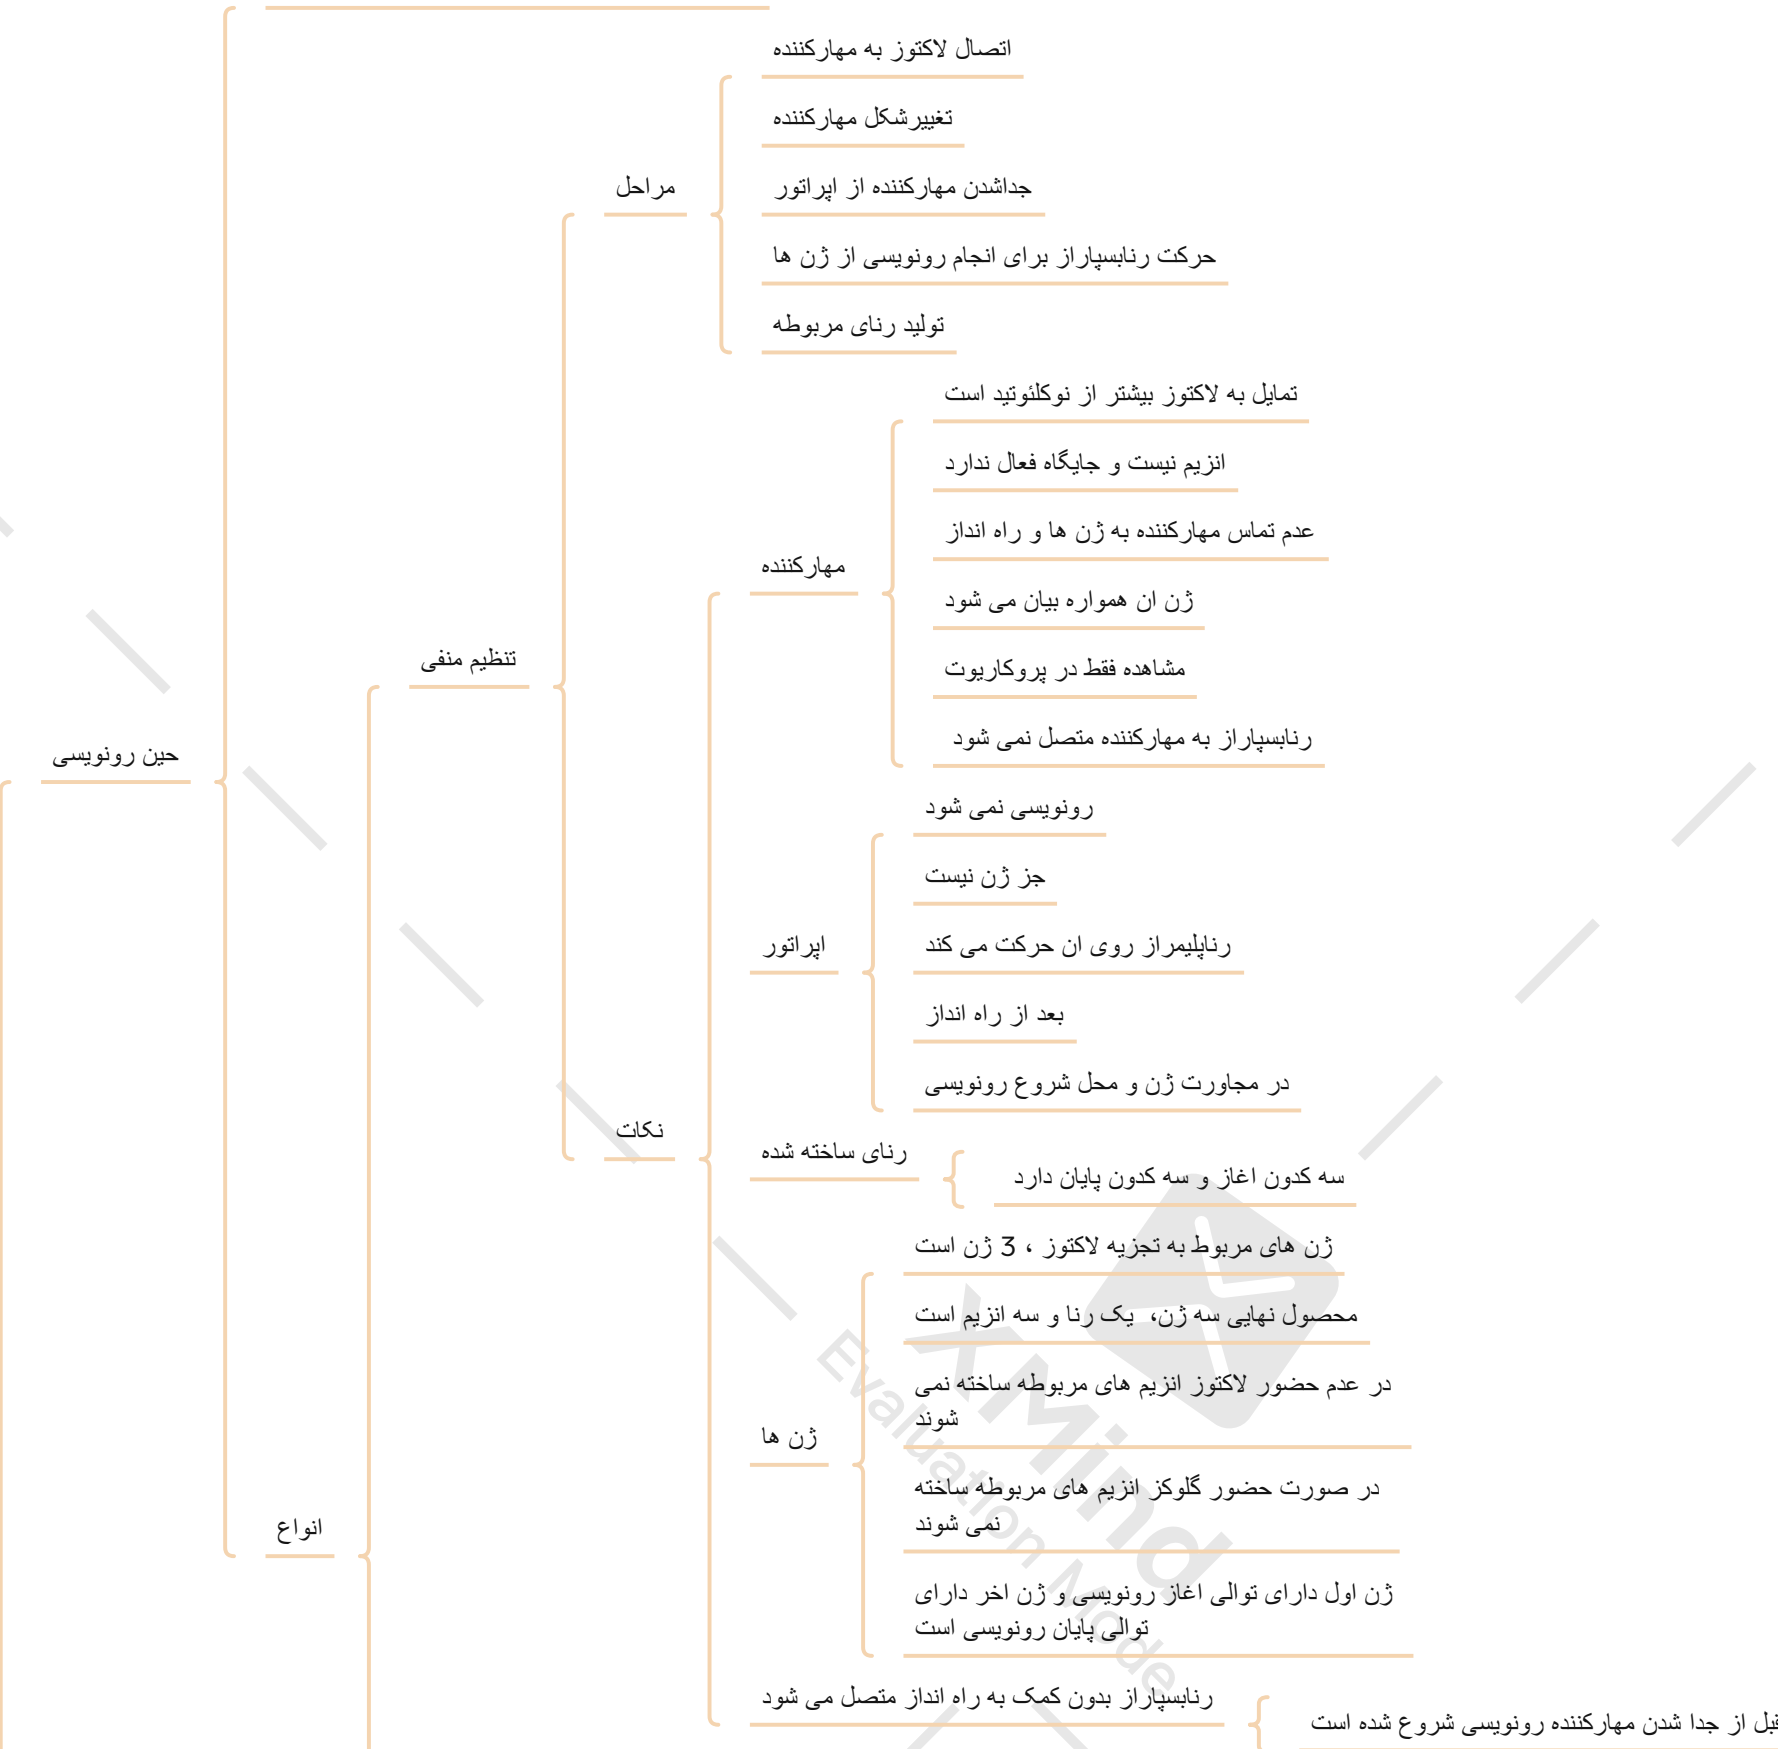 اتصال لاکتوز به مهارکننده
تغییرشکل مهارکننده
مراحل
جداشدن مهارکننده از اپراتور
حرکت رنابسپاراز برای انجام رونویسی از ژن ها
تولید رنای مربوطه
تمایل به لاکتوز بیشتر از نوکلئوتید است
انزیم نیست و جایگاه فعال ندارد
عدم تماس مهارکننده به ژن ها و راه انداز
مهارکننده
ژن ان همواره بیان می شود
تنظیم منفی
مشاهده فقط در پروکاریوت
رنابسپاراز به مهارکننده متصل نمی شود
حین رونویسی
رونویسی نمی شود
جز ژن نیست
اپراتور
رناپلیمراز روی ان حرکت می کند
بعد از راه انداز
در مجاورت ژن و محل شروع رونویسی
نکات
رنای ساخته شده
سه کدون اغاز و سه کدون پایان دارد
ژن های مربوط به تجزیه لاکتوز ، 3 ژن است
محصول نهایی سه ژن، یک رنا و سه انزیم است
در عدم حضور لاکتوز انزیم های مربوطه ساخته نمی
شوند
ژن ها
در صورت حضور گلوکز انزیم های مربوطه ساخته
نمی شوند
انواع
ژن اول دارای توالی اغاز رونویسی و ژن اخر دارای
توالی پایان رونویسی است
رنابسپاراز بدون کمک به راه انداز متصل می شود
قبل از جدا شدن مهارکننده رونویسی شروع شده است
XMind
Evaluation Mode